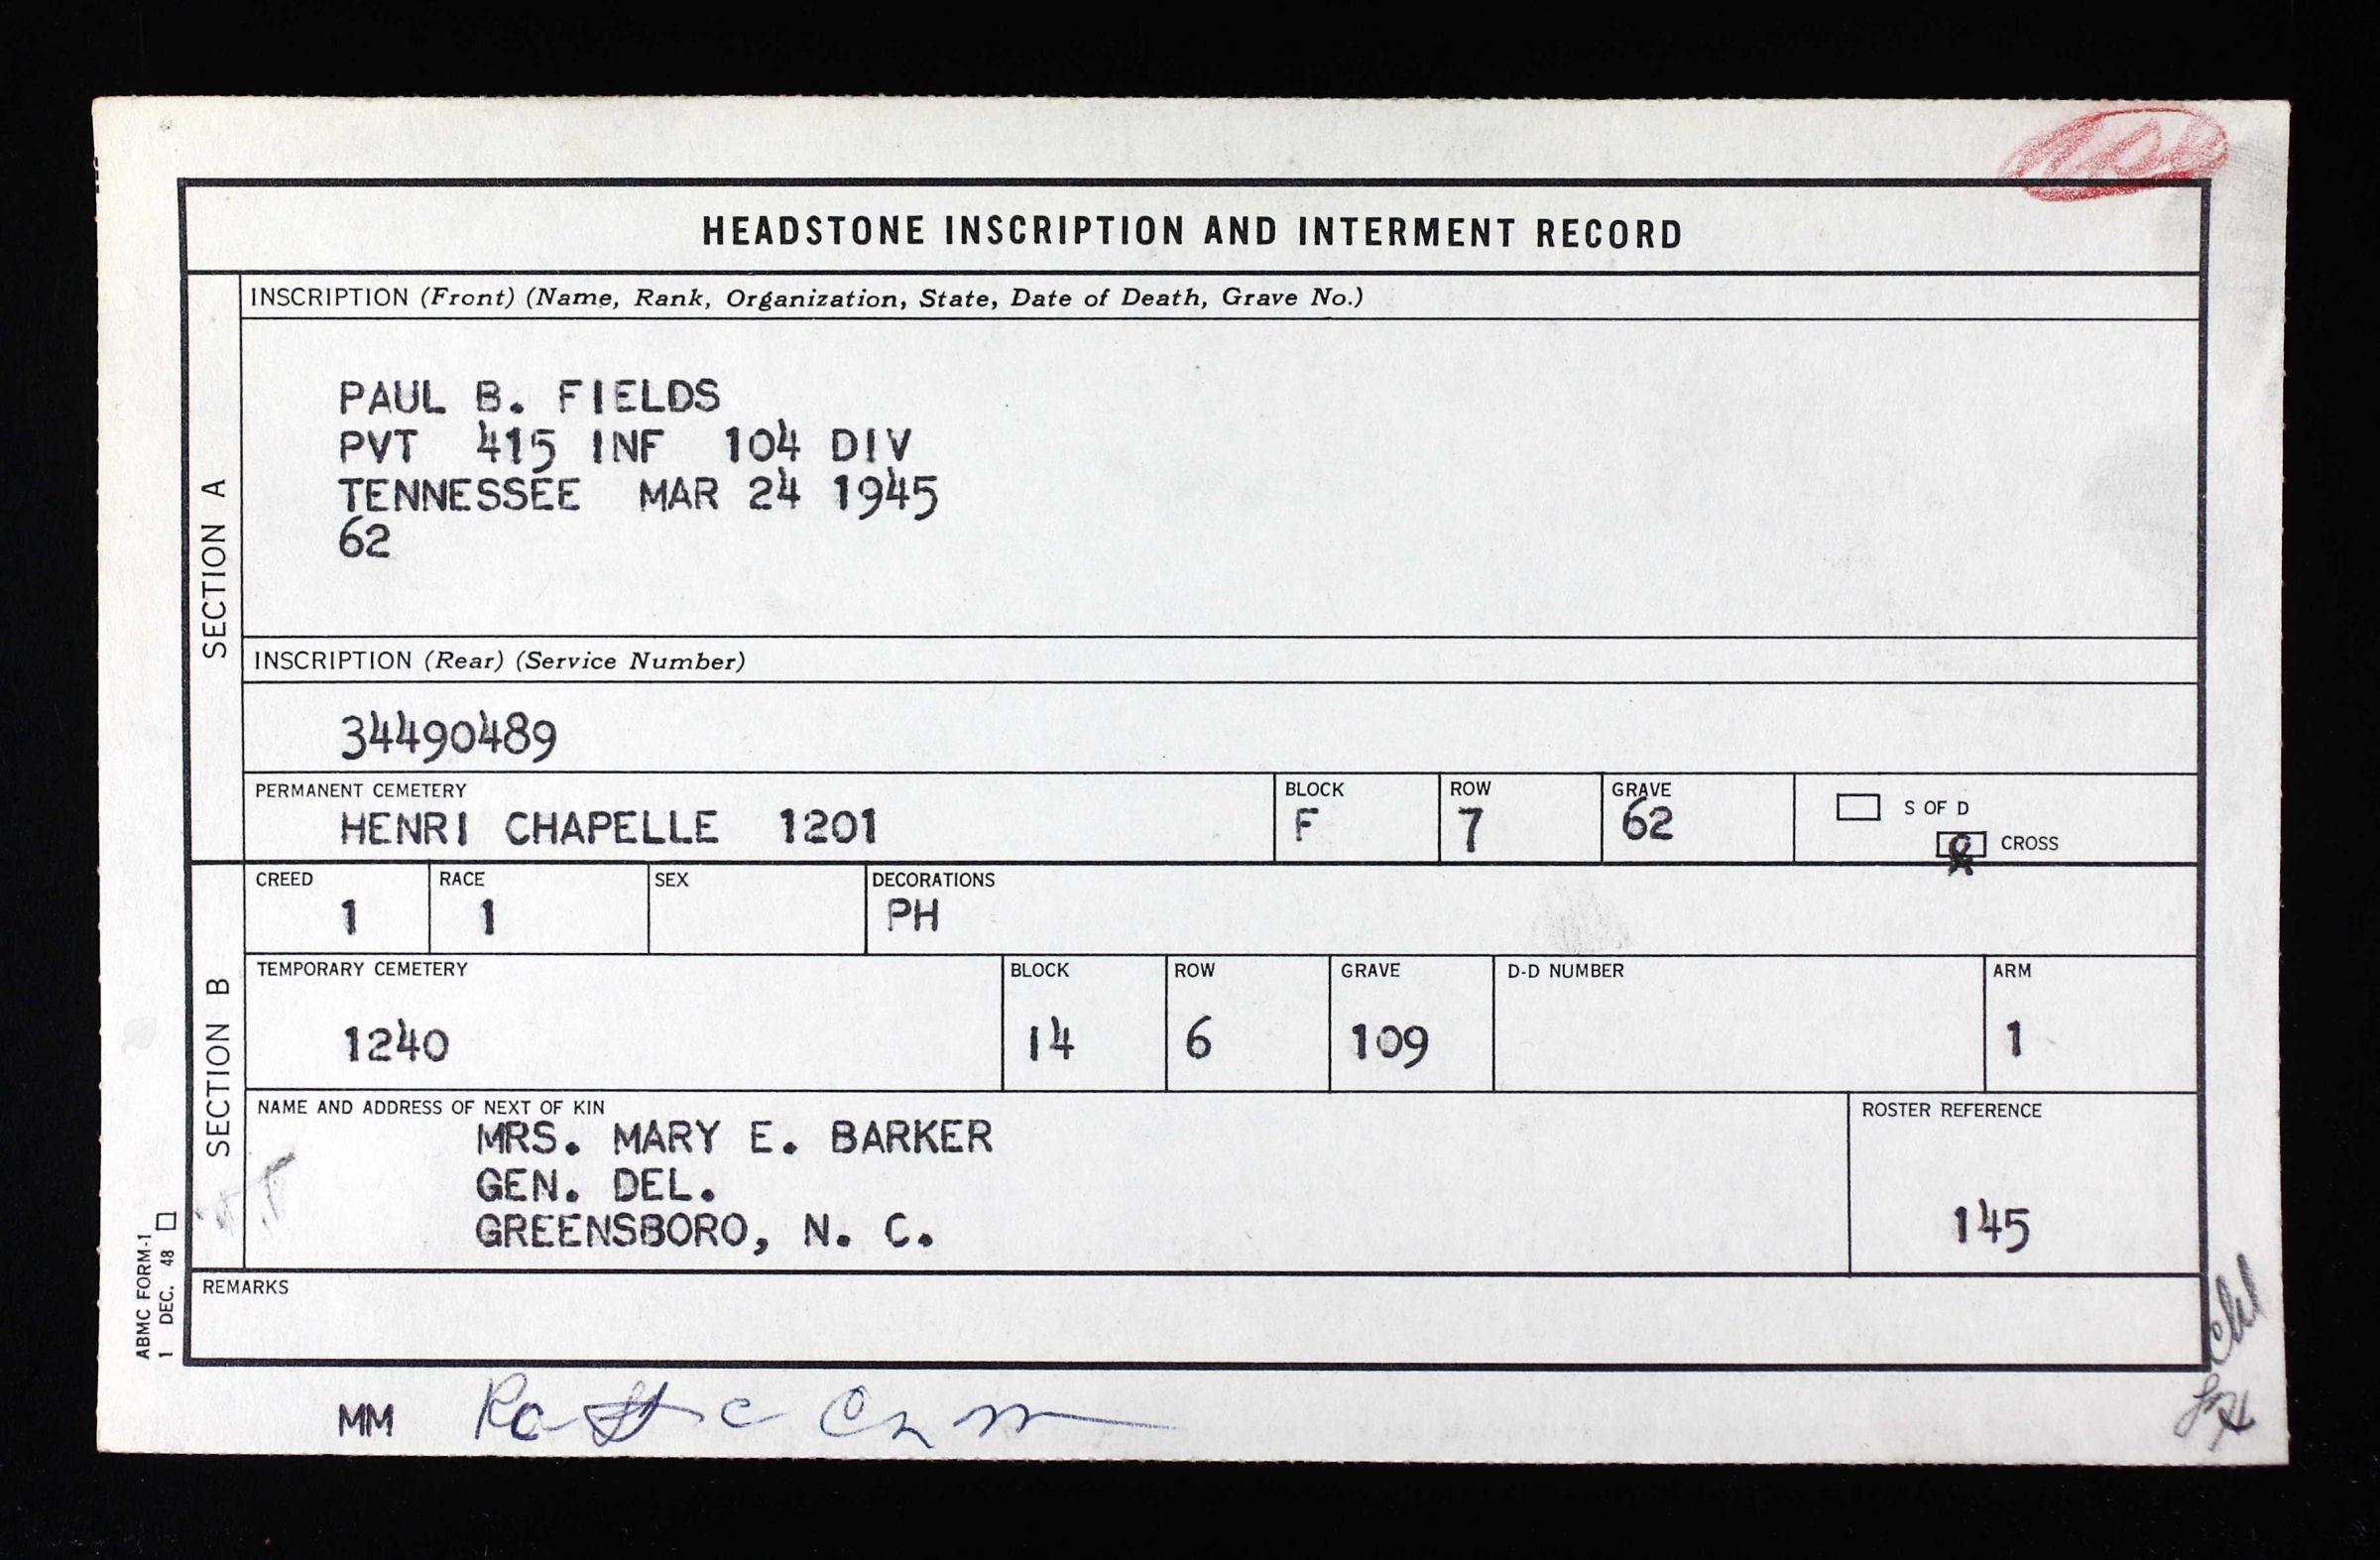 HEADSTONE INSCRIPTION AND INTERMENT RECORD
SECTION A
INSCRIPTION (Front) (Name, Rank, Organization, State, Date of Death, Grave No.)
PAUL B. FIELDS
PVT 415 INF 104 DIV
TENNESSEE MAR 24 1945
62
INSCRIPTION (Rear) (Service Number)
34490489
PERMANENT CEMETERY BLOCK ROW GRAVE
HENRI CHAPELLE 1201 F 7 62
S OF D
CROSS
SECTION B
CREED RACE SEX DECORATIONS
1 1 PH
TEMPORARY CEMETERY BLOCK ROW GRAVE D-D NUMBER ARM
1240 14 6 109 1
NAME AND ADDRESS OF NEXT OF KIN ROSTER REFERENCE
MRS. MARY E. BARKER
GEN. DEL.
GREENSBORO, N. C. 145
REMARKS
ABMC FORM-1
1 DEC. 48
MM